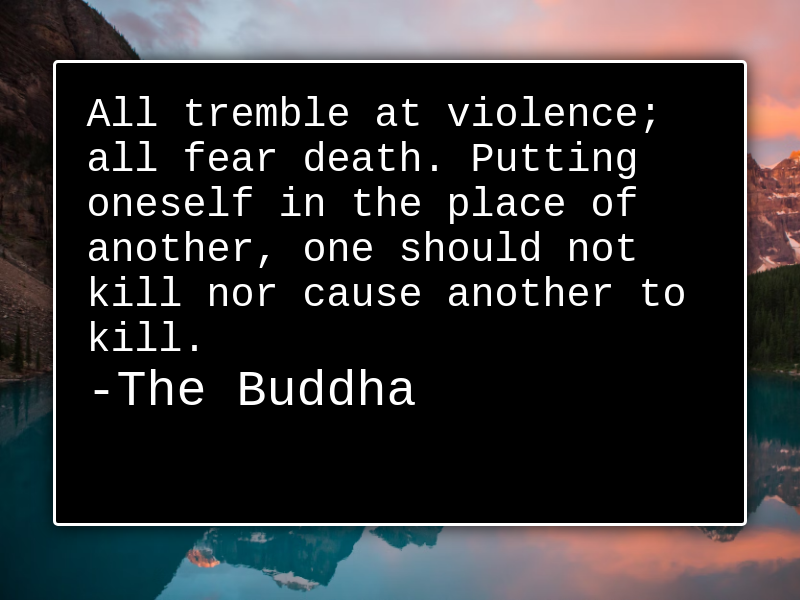 All tremble at violence;
all fear death. Putting
oneself in the place of
another, one should not
kill nor cause another to
kill.
-The Buddha